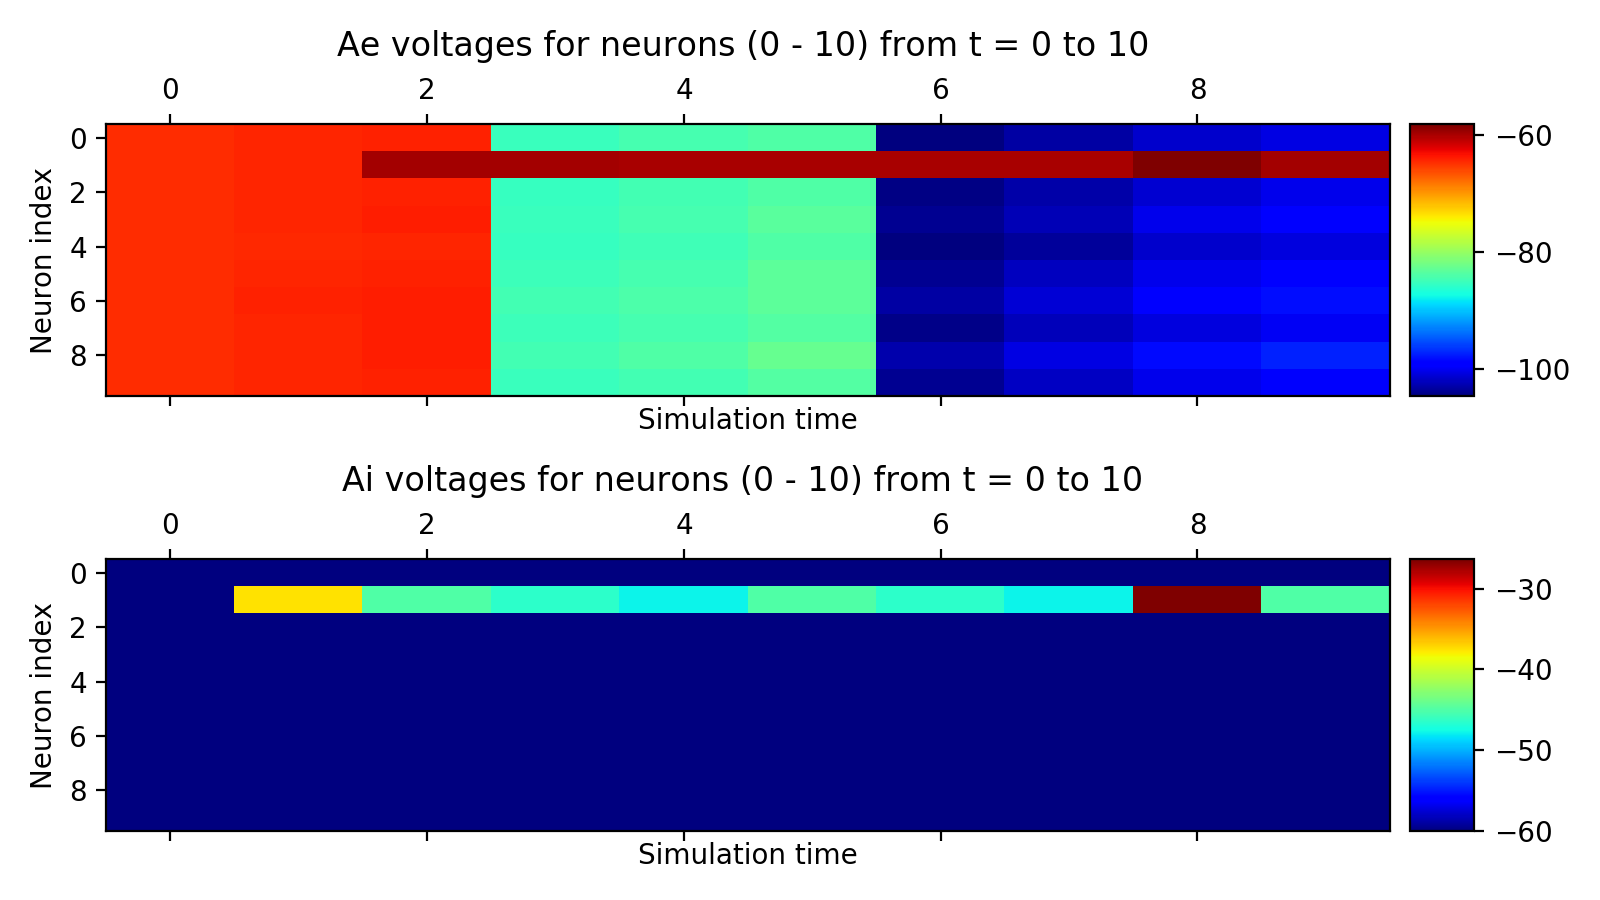 Ae voltages for neurons (0 - 10) from t = 0 to 10
0 2 4 6 8
Neuron index
0
2
4
6
8
−60
−80
−100
Simulation time
Ai voltages for neurons (0 - 10) from t = 0 to 10
0 2 4 6 8
Neuron index
0
2
4
6
8
−30
−40
−50
−60
Simulation time